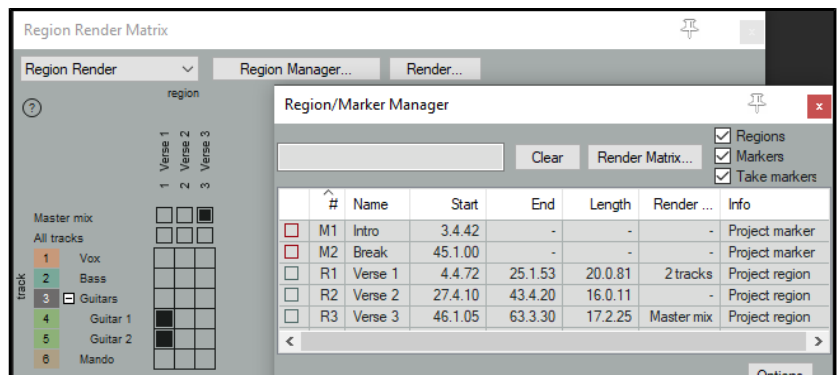 Region Render Matrix
Region Render
Region Manager...
Render...
region
Verse 1
Verse 2
Verse 3
1 2 3
Master mix
All tracks
track
1 Vox
2 Bass
3 Guitars
4 Guitar 1
5 Guitar 2
6 Mando
?
Region/Marker Manager
x
Clear
Render Matrix...
Regions
Markers
Take markers
# Name Start End Length Render ... Info
M1 Intro 3.4.42 - - - Project marker
M2 Break 45.1.00 - - - Project marker
R1 Verse 1 4.4.72 25.1.53 20.0.81 2 tracks Project region
R2 Verse 2 27.4.10 43.4.20 16.0.11 - Project region
R3 Verse 3 46.1.05 63.3.30 17.2.25 Master mix Project region
Options